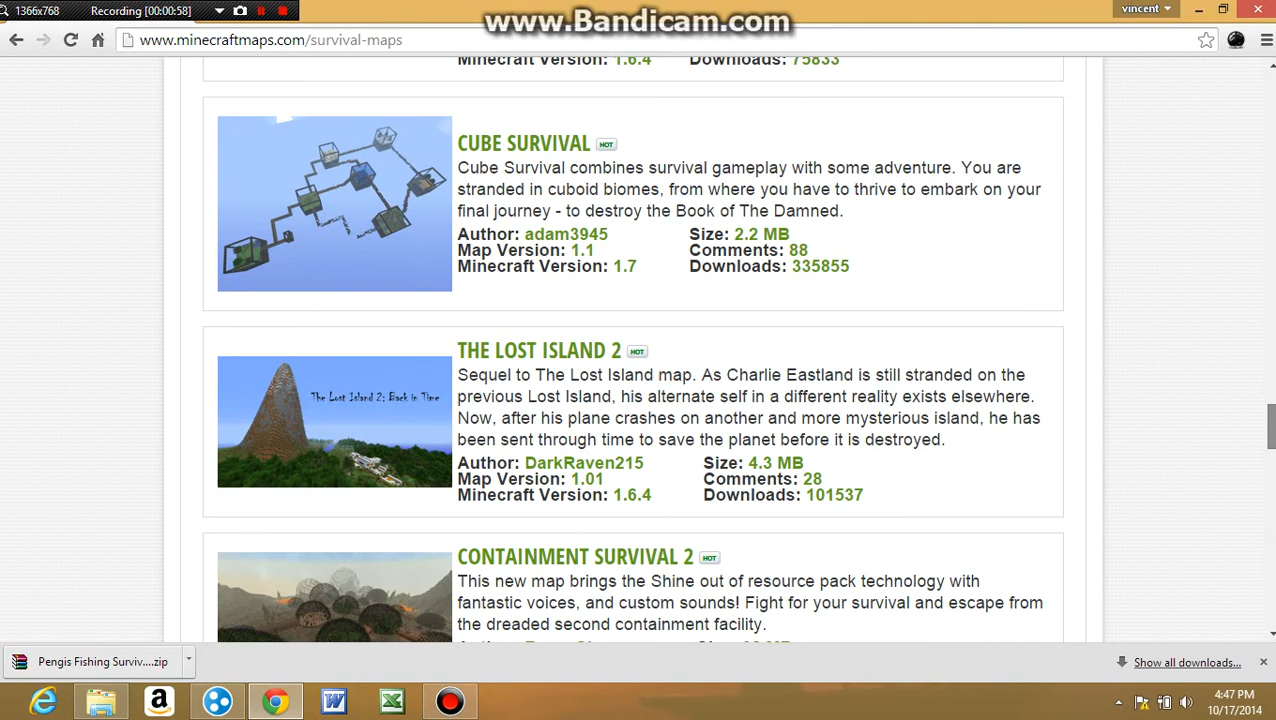 1366x768 Recording [00:00:58]
www.Bandicam.com
vincent
www.minecraftmaps.com/survival-maps
Minecraft Version: 1.6.4 Downloads: 75833
CUBE SURVIVAL HOT
Cube Survival combines survival gameplay with some adventure. You are
stranded in cuboid biomes, from where you have to thrive to embark on your
final journey - to destroy the Book of The Damned.
Author: adam3945 Size: 2.2 MB
Map Version: 1.1 Comments: 88
Minecraft Version: 1.7 Downloads: 335855
THE LOST ISLAND 2 HOT
The Lost Island 2: Back in Time
Sequel to The Lost Island map. As Charlie Eastland is still stranded on the
previous Lost Island, his alternate self in a different reality exists elsewhere.
Now, after his plane crashes on another and more mysterious island, he has
been sent through time to save the planet before it is destroyed.
Author: DarkRaven215 Size: 4.3 MB
Map Version: 1.01 Comments: 28
Minecraft Version: 1.6.4 Downloads: 101537
CONTAINMENT SURVIVAL 2 HOT
This new map brings the Shine out of resource pack technology with
fantastic voices, and custom sounds! Fight for your survival and escape from
the dreaded second containment facility.
Pengis Fishing Surviv....zip
Show all downloads...
4:47 PM
10/17/2014